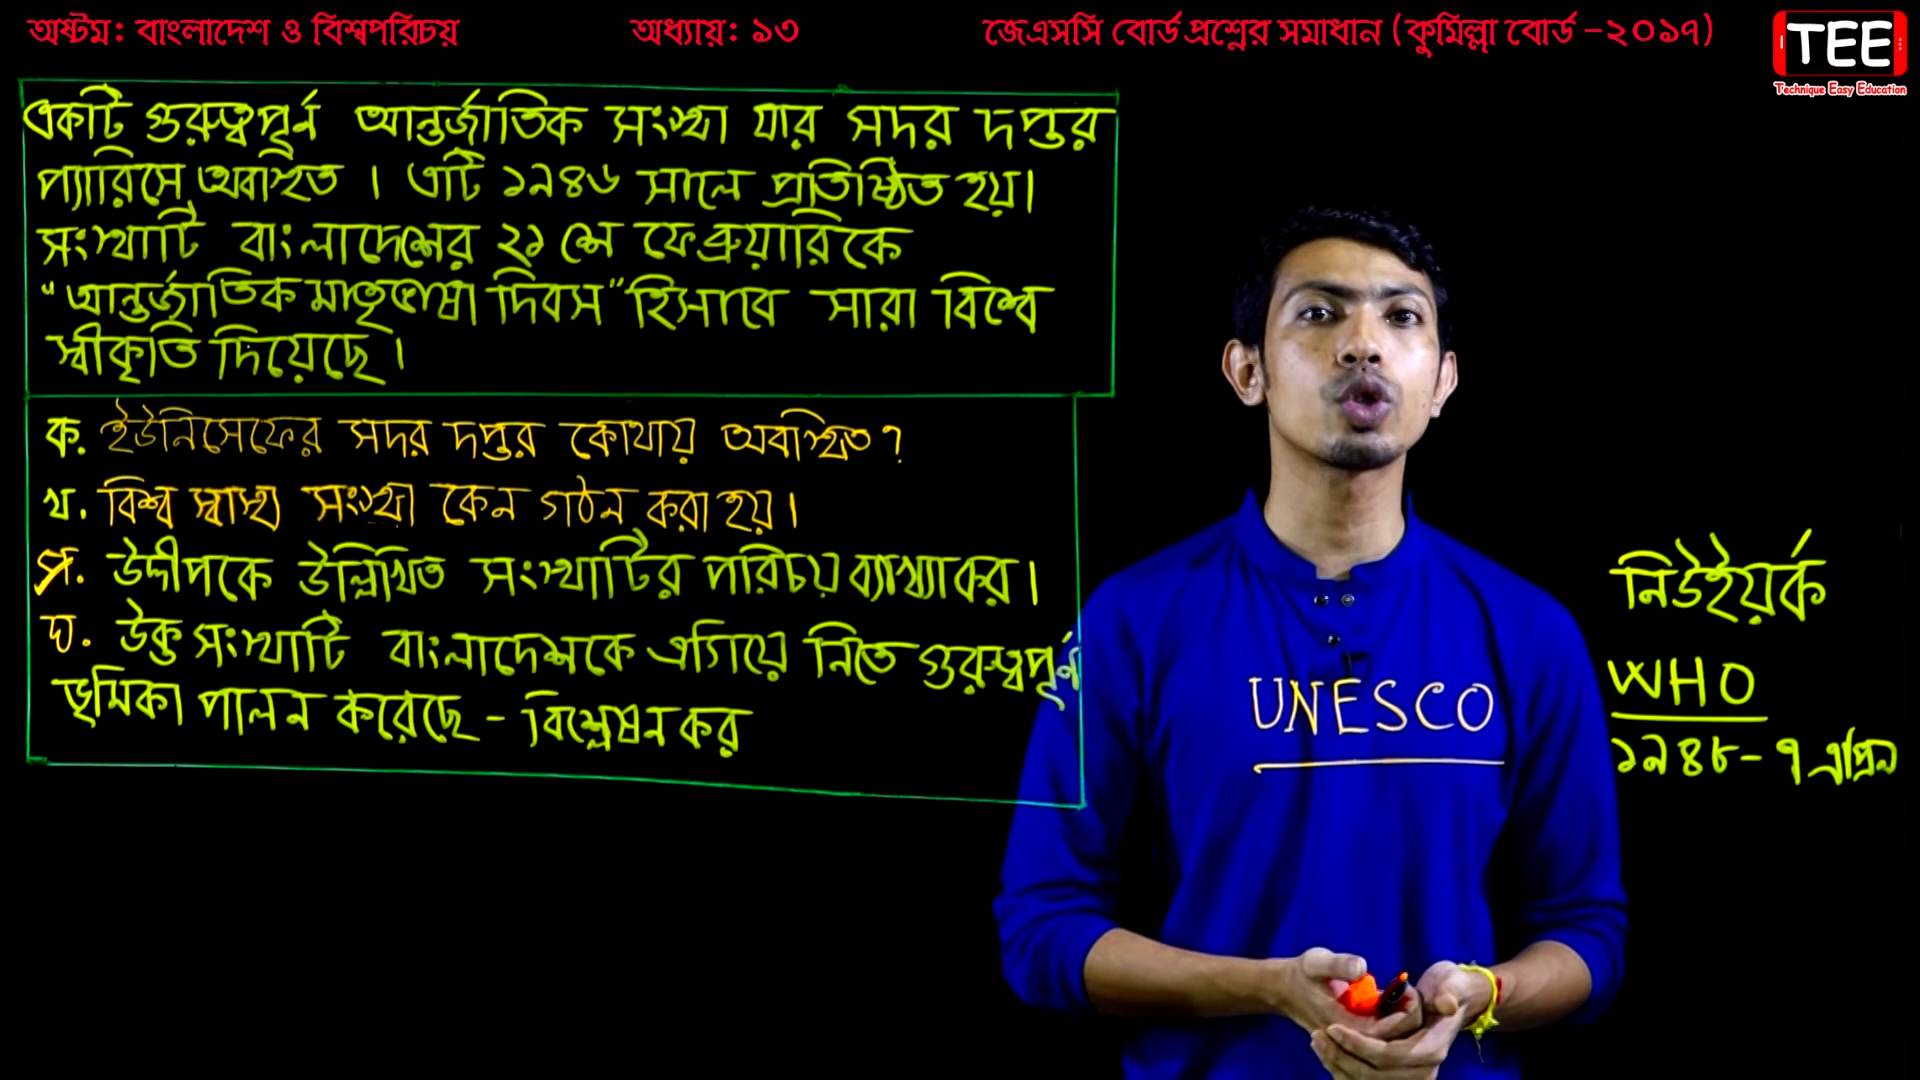 অষ্টম: বাংলাদেশ ও বিশ্বপরিচয় অধ্যায়: ১৩ জেএসসি বোর্ড প্রশ্নের সমাধান (কুমিল্লা বোর্ড -২০১৭)
TEE
Technique Easy Education
একটি গুরুত্বপূর্ন আন্তর্জাতিক সংস্থা যার সদর দপ্তর
প্যারিসে অবস্থিত । এটি ১৯৪৬ সালে প্রতিষ্ঠিত হয়।
সংস্থাটি বাংলাদেশের ২১ শে ফেব্রুয়ারি কে
"আন্তর্জাতিক মাতৃভাষা দিবস" হিসাবে সারা বিশ্বে
স্বীকৃতি দিয়েছে ।
ক. ইউনিসেফের সদর দপ্তর কোথায় অবস্থিত ?
খ. বিশ্ব স্বাস্থ্য সংস্থা কেন গঠন করা হয় ।
গ. উদ্দীপকে উল্লিখিত সংস্থাটির পরিচয় ব্যাখ্যা কর ।
ঘ. উক্ত সংস্থাটি বাংলাদেশকে এগিয়ে নিতে গুরুত্বপূর্ন
ভূমিকা পালন করেছে - বিশ্লেষন কর
UNESCO
নিউইয়র্ক
WHO
১৯৪৮ - ৭ এপ্রিল